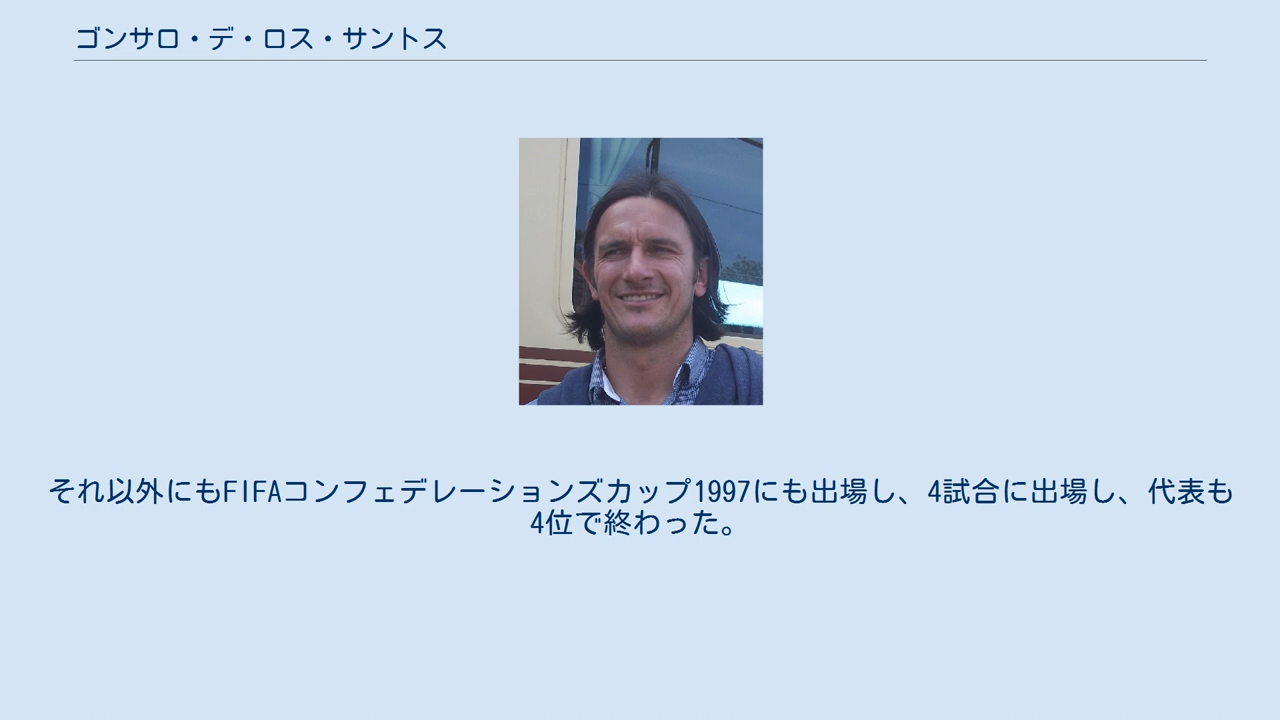 ゴンサロ・デ・ロス・サントス
それ以外にもFIFAコンフェデレーションズカップ1997にも出場し、4試合に出場し、代表も
4位で終わった。